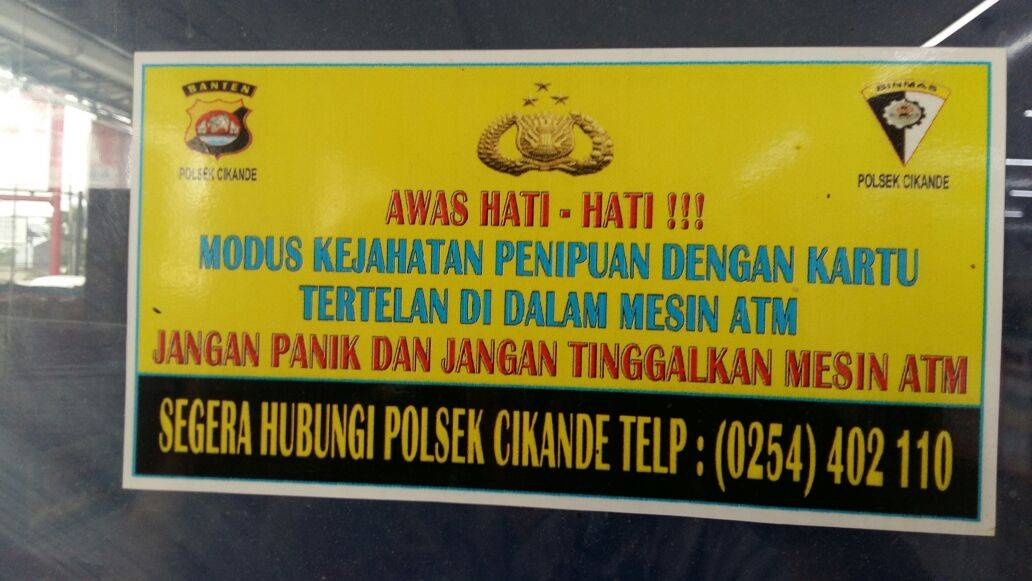 BANTEN
POLSEK CIKANDE
BINMAS
POLSEK CIKANDE
AWAS HATI - HATI !!!
MODUS KEJAHATAN PENIPUAN DENGAN KARTU
TERTELAN DI DALAM MESIN ATM
JANGAN PANIK DAN JANGAN TINGGALKAN MESIN ATM
SEGERA HUBUNGI POLSEK CIKANDE TELP : (0254) 402 110